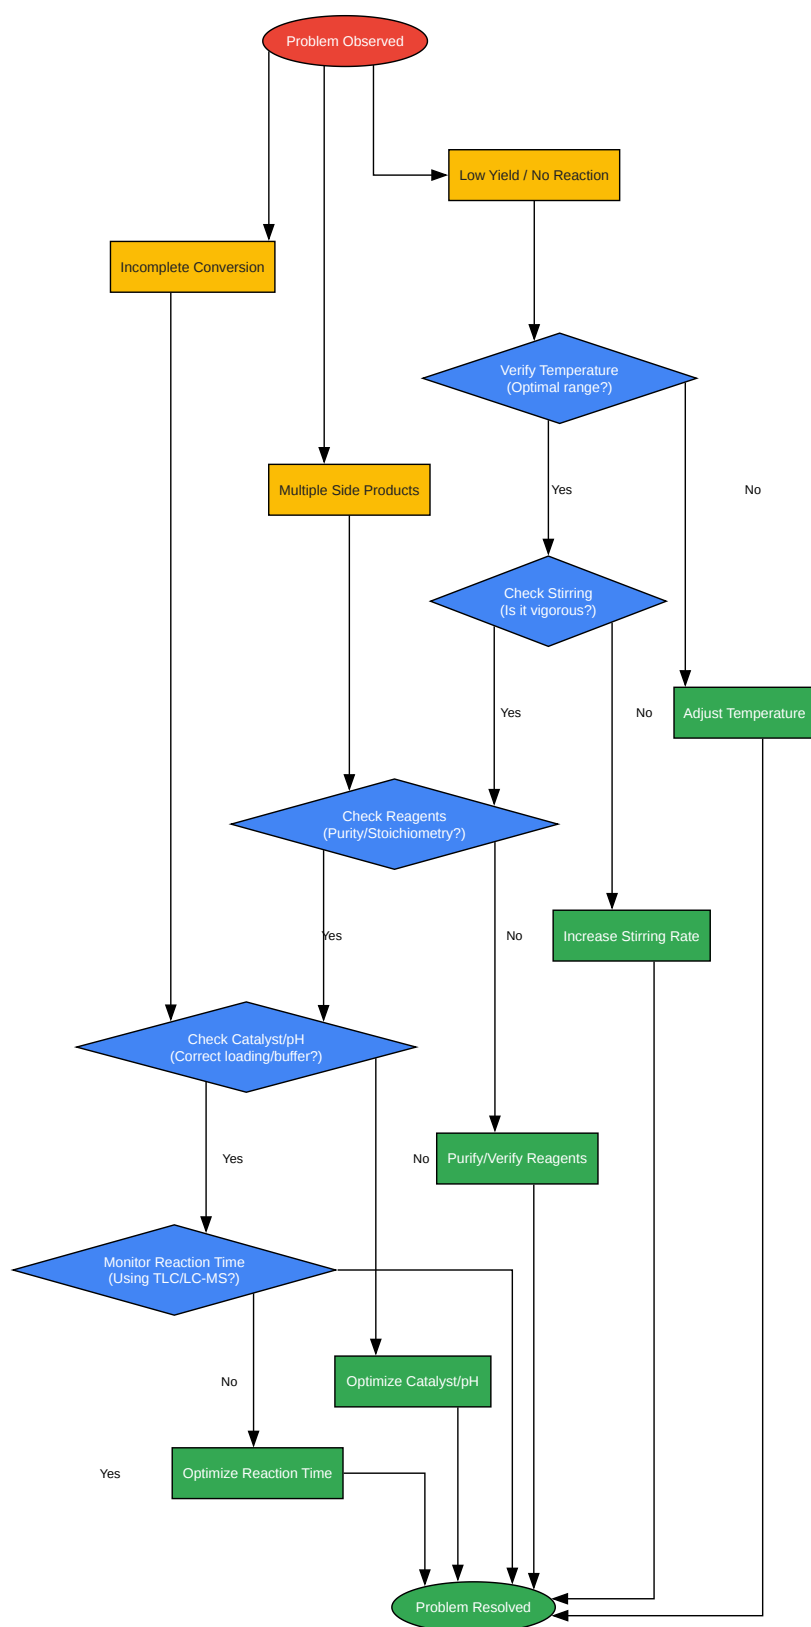 Problem Observed
Low Yield / No Reaction
Incomplete Conversion
Verify Temperature
(Optimal range?)
Multiple Side Products
Yes
No
Check Stirring
(Is it vigorous?)
Yes
No
Adjust Temperature
Check Reagents
(Purity/Stoichiometry?)
Yes
No
Increase Stirring Rate
Check Catalyst/pH
(Correct loading/buffer?)
Yes
No
Purify/Verify Reagents
Monitor Reaction Time
(Using TLC/LC-MS?)
No
Optimize Catalyst/pH
Yes
Optimize Reaction Time
Problem Resolved